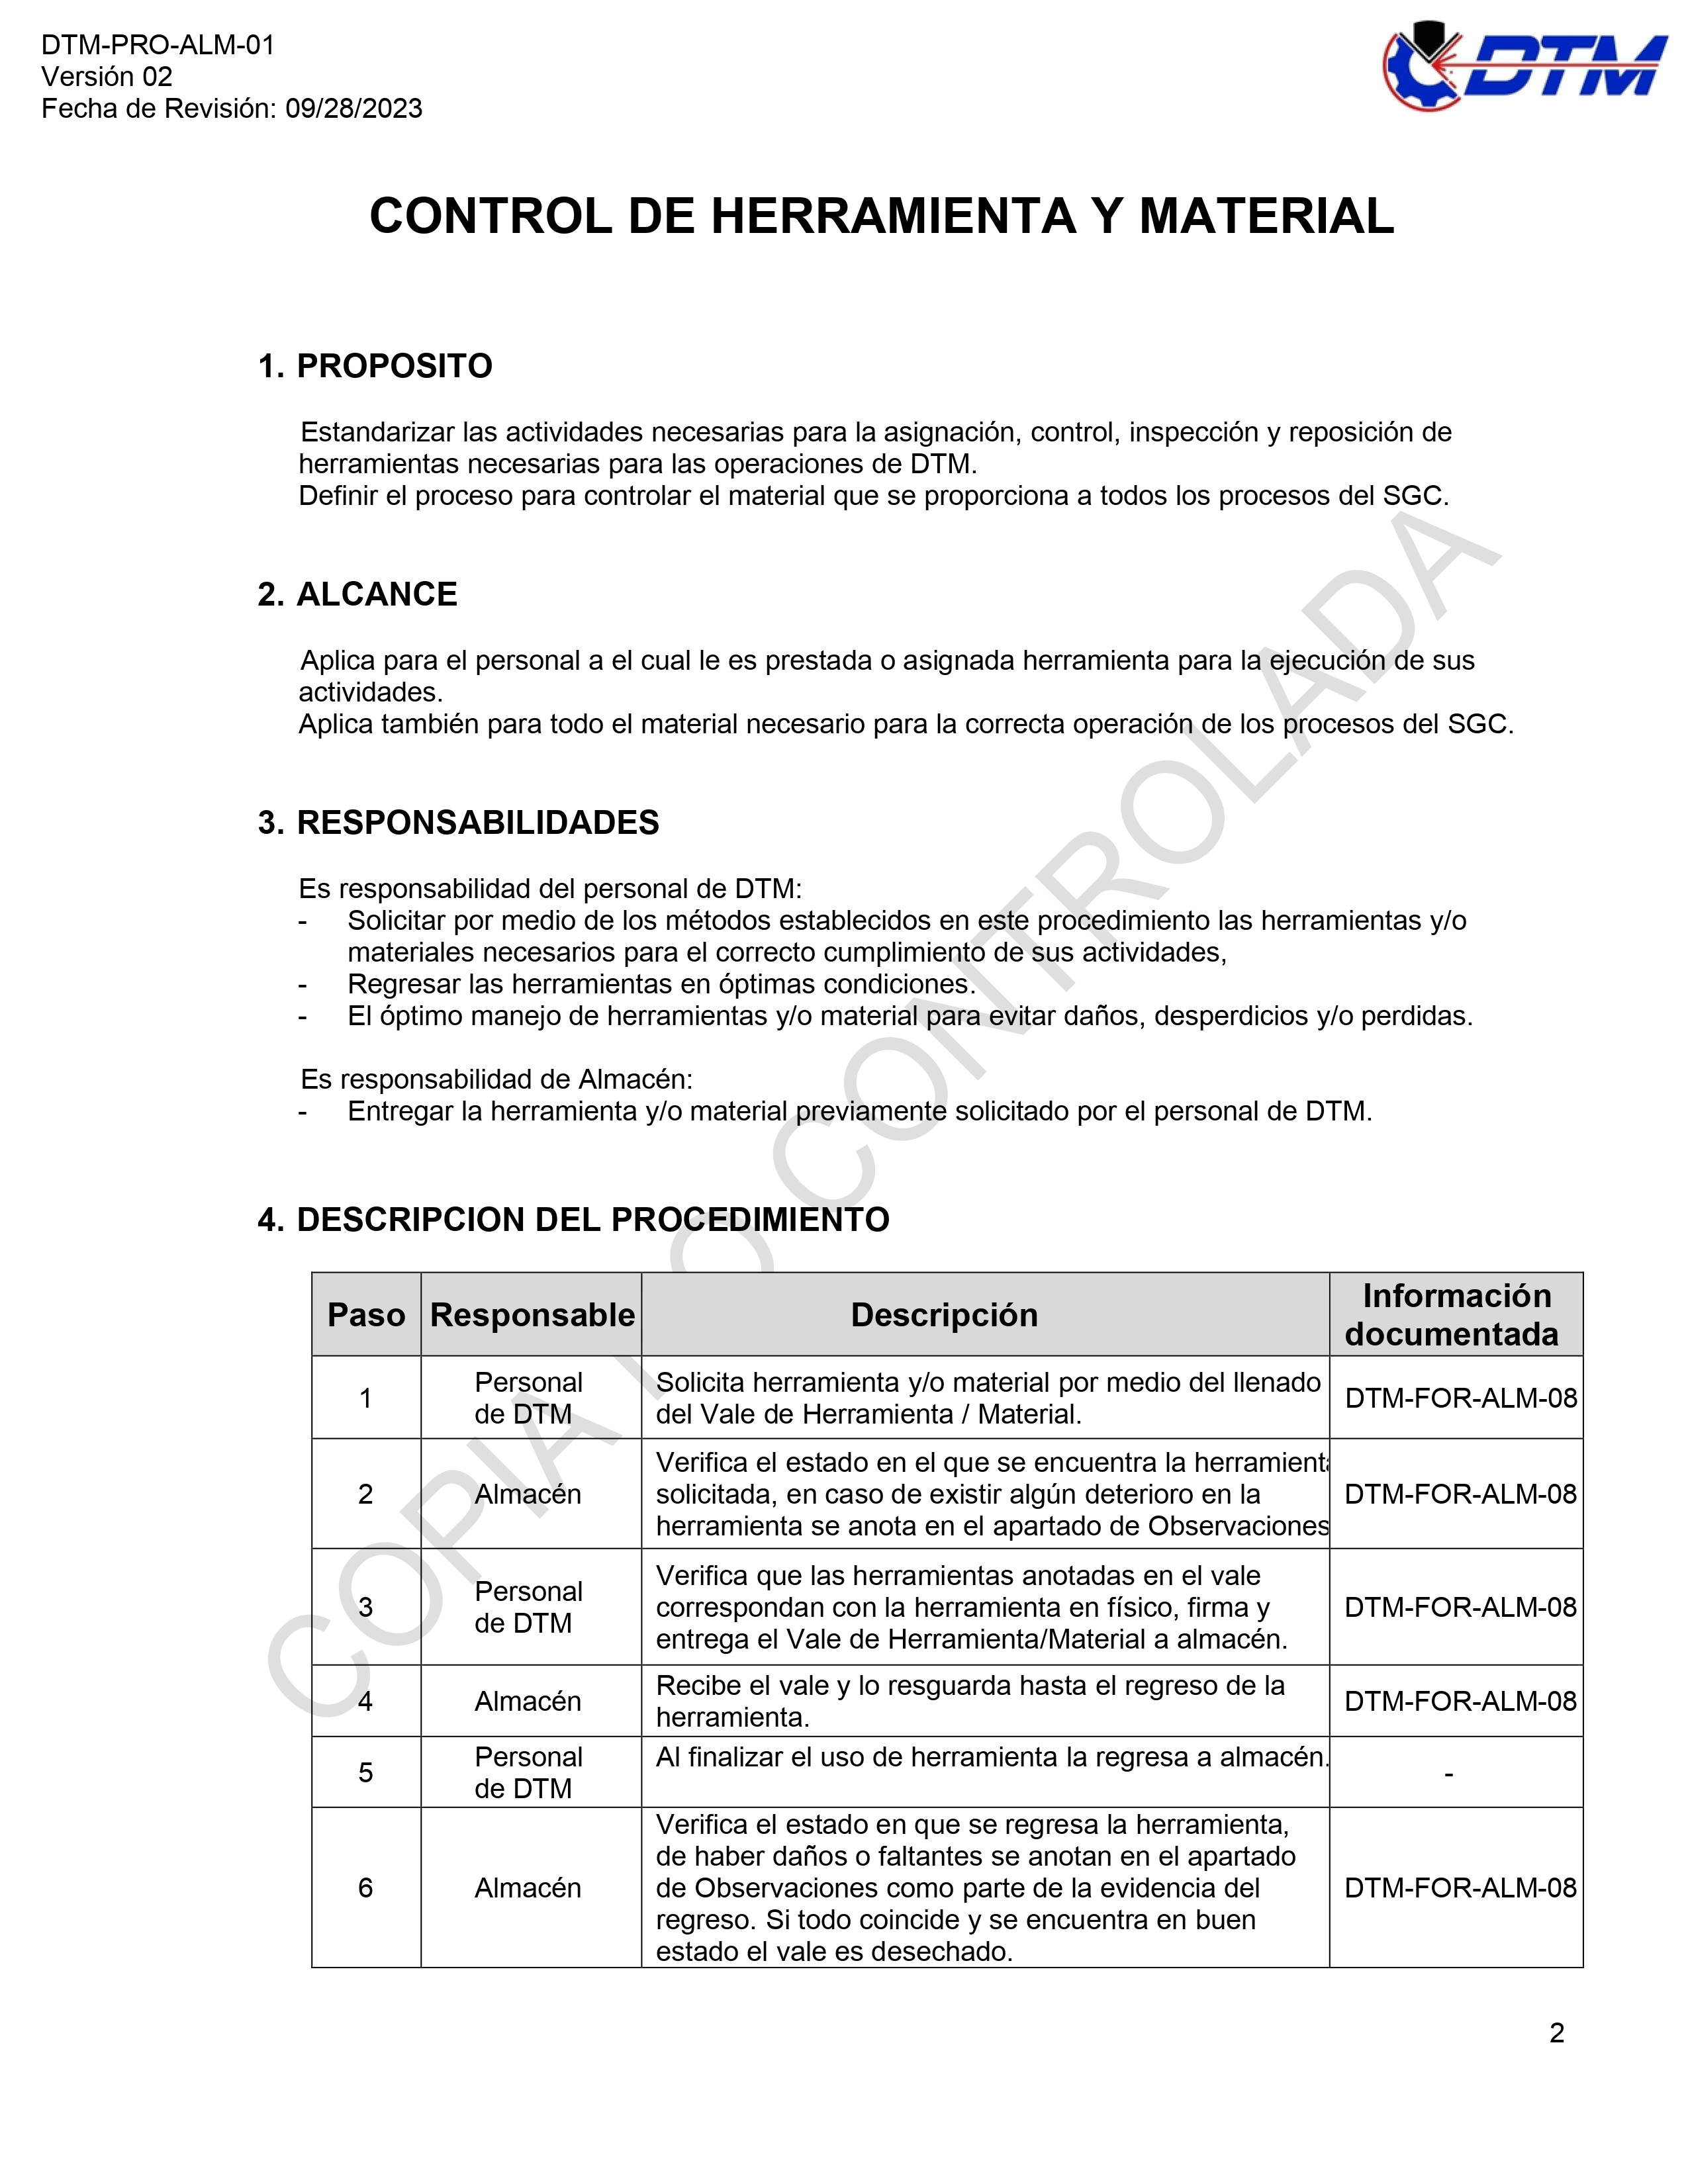 DTM-PRO-ALM-01
Versión 02
Fecha de Revisión: 09/28/2023
DTM
CONTROL DE HERRAMIENTA Y MATERIAL
1. PROPOSITO
Estandarizar las actividades necesarias para la asignación, control, inspección y reposición de
herramientas necesarias para las operaciones de DTM.
Definir el proceso para controlar el material que se proporciona a todos los procesos del SGC.
2. ALCANCE
Aplica para el personal a el cual le es prestada o asignada herramienta para la ejecución de sus
actividades.
Aplica también para todo el material necesario para la correcta operación de los procesos del SGC.
3. RESPONSABILIDADES
Es responsabilidad del personal de DTM:
- Solicitar por medio de los métodos establecidos en este procedimiento las herramientas y/o
materiales necesarios para el correcto cumplimiento de sus actividades,
- Regresar las herramientas en óptimas condiciones.
- El óptimo manejo de herramientas y/o material para evitar daños, desperdicios y/o perdidas.
Es responsabilidad de Almacén:
- Entregar la herramienta y/o material previamente solicitado por el personal de DTM.
4. DESCRIPCION DEL PROCEDIMIENTO
Paso Responsable Descripción Información
documentada
1 Personal
de DTM
Solicita herramienta y/o material por medio del llenado
del Vale de Herramienta / Material.
DTM-FOR-ALM-08
2 Almacén
Verifica el estado en el que se encuentra la herramienta
solicitada, en caso de existir algún deterioro en la
herramienta se anota en el apartado de Observaciones
DTM-FOR-ALM-08
3 Personal
de DTM
Verifica que las herramientas anotadas en el vale
correspondan con la herramienta en físico, firma y
entrega el Vale de Herramienta/Material a almacén.
DTM-FOR-ALM-08
4 Almacén
Recibe el vale y lo resguarda hasta el regreso de la
herramienta.
DTM-FOR-ALM-08
5 Personal
de DTM
Al finalizar el uso de herramienta la regresa a almacén.
-
6 Almacén
Verifica el estado en que se regresa la herramienta,
de haber daños o faltantes se anotan en el apartado
de Observaciones como parte de la evidencia del
regreso. Si todo coincide y se encuentra en buen
estado el vale es desechado.
DTM-FOR-ALM-08
2
COPIA NO CONTROLADA